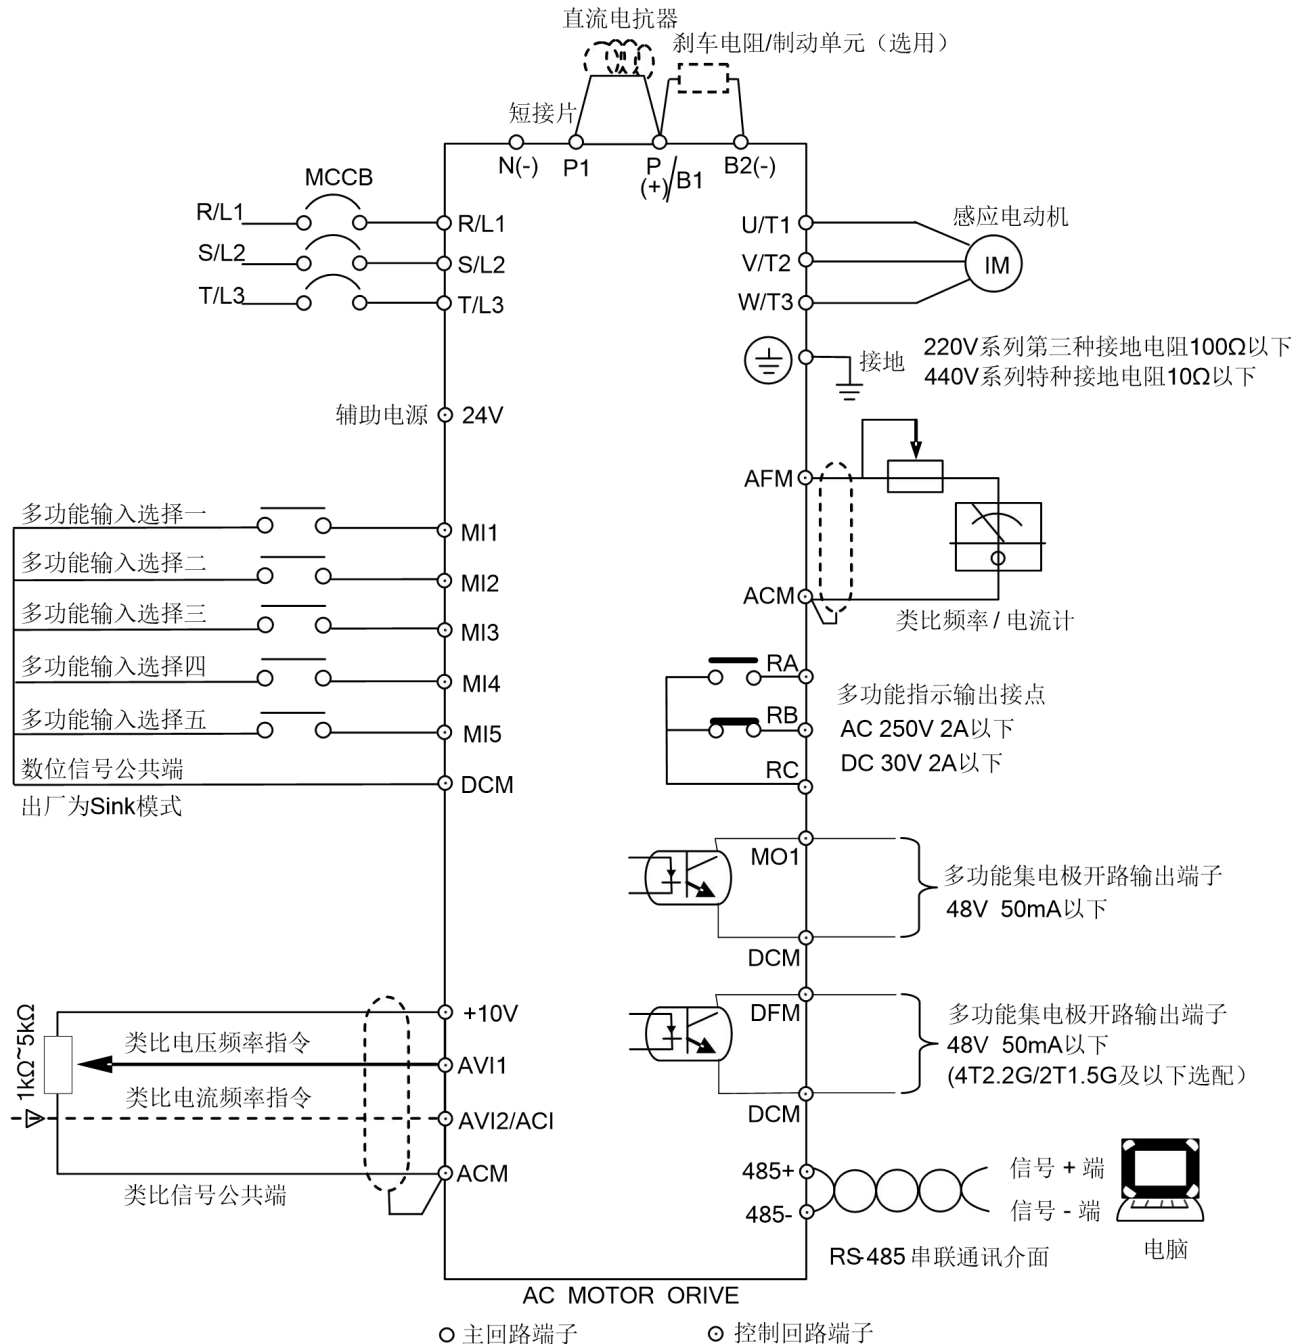 直流电抗器
刹车电阻/制动单元（选用）
短接片
N(-)
P1
P
(+)/B1
B2(-)
MCCB
R/L1
S/L2
T/L3
R/L1
S/L2
T/L3
U/T1
V/T2
W/T3
感应电动机
IM
接地
220V系列第三种接地电阻100Ω以下
440V系列特种接地电阻10Ω以下
辅助电源
24V
AFM
ACM
类比频率/电流计
多功能输入选择一
MI1
多功能输入选择二
MI2
多功能输入选择三
MI3
多功能输入选择四
MI4
多功能输入选择五
MI5
数位信号公共端
DCM
出厂为Sink模式
RA
RB
RC
多功能指示输出接点
AC 250V 2A以下
DC 30V 2A以下
MO1
DCM
多功能集电极开路输出端子
48V 50mA以下
DFM
DCM
多功能集电极开路输出端子
48V 50mA以下
(4T2.2G/2T1.5G及以下选配）
1kΩ~5kΩ
+10V
类比电压频率指令
AVI1
类比电流频率指令
AVI2/ACI
ACM
类比信号公共端
485+
485-
信号 + 端
信号 - 端
RS-485 串联通讯介面
电脑
AC MOTOR ORIVE
主回路端子
控制回路端子